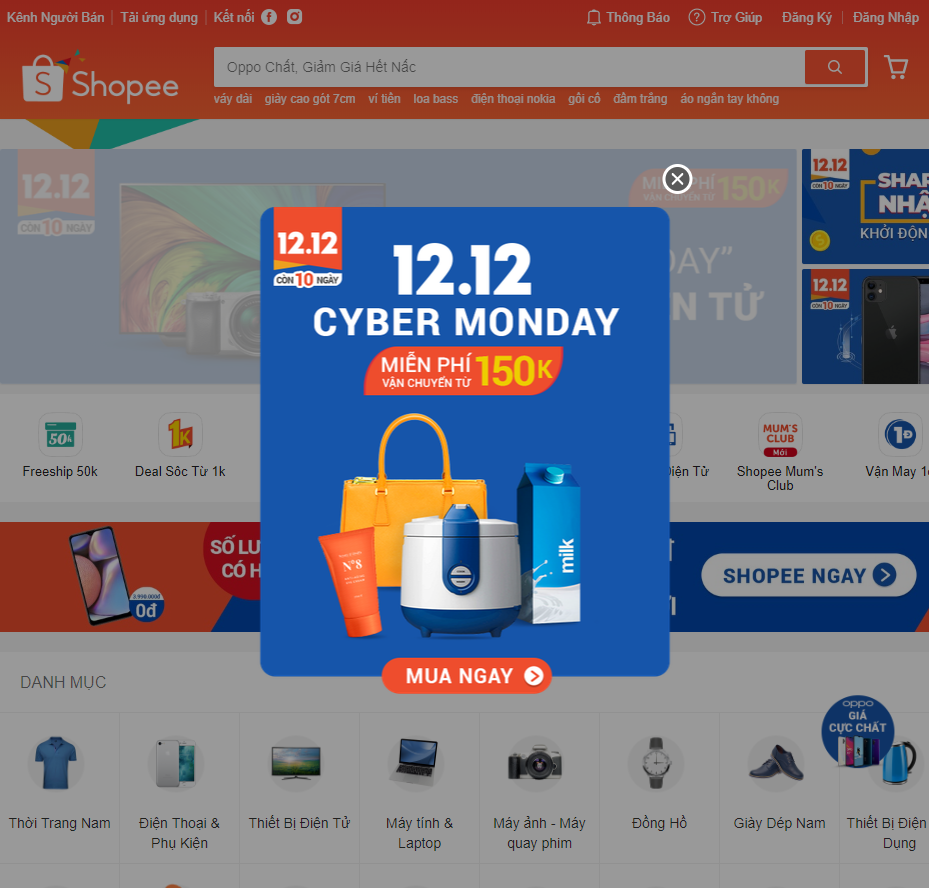 Kênh Người Bán
Tải ứng dụng
Kết nối
Thông Báo
Trợ Giúp
Đăng Ký
Đăng Nhập
Shopee
Oppo Chất, Giảm Giá Hết Nấc
váy dài
giày cao gót 7cm
ví tiền
loa bass
điện thoại nokia
gối cổ
đầm trắng
áo ngắn tay không
12.12
CÒN 10 NGÀY
MIỄN PHÍ
VẬN CHUYỂN TỪ
150K
12.12
CÒN 10 NGÀY
KHỞI
12.12
CÒN 10 NGÀY
12.12
CÒN 10 NGÀY
12.12
CYBER MONDAY
MIỄN PHÍ
VẬN CHUYỂN TỪ
150K
N°8
milk
MUA NGAY
50k
Freeship 50k
1K
Deal Sốc Từ 1k
Điện Tử
MUM'S
CLUB
Mới
Shopee Mum's
Club
1Đ
Vận May
3.990.000đ
0đ
SỐ
CÓ
SHOPEE NGAY
DANH MỤC
oppo
GIÁ
CỰC CHẤT
Thời Trang Nam
Điện Thoại &
Phụ Kiện
Thiết Bị Điện Tử
Máy tính &
Laptop
Máy ảnh - Máy
quay phim
Đồng Hồ
Giày Dép Nam
Thiết Bị Điện
Dụng